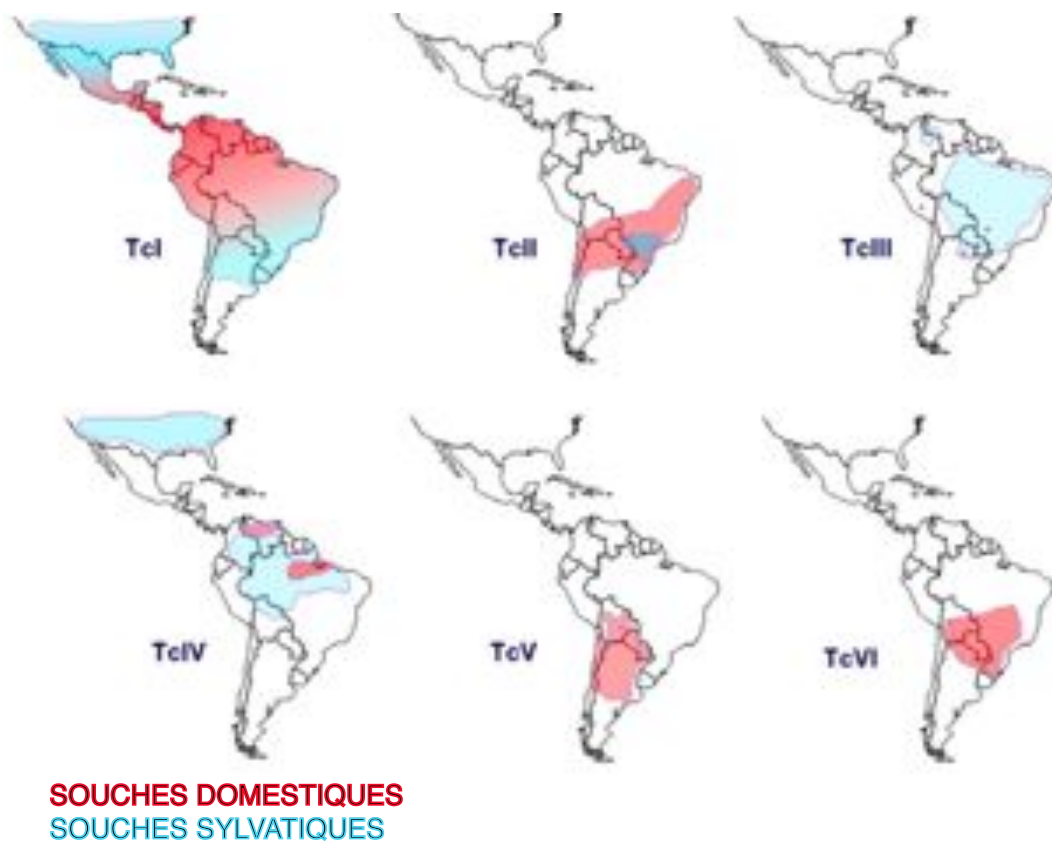 TcI
TcII
TcIII
TcIV
TcV
TcVI
SOUCHES DOMESTIQUES
SOUCHES SYLVATIQUES